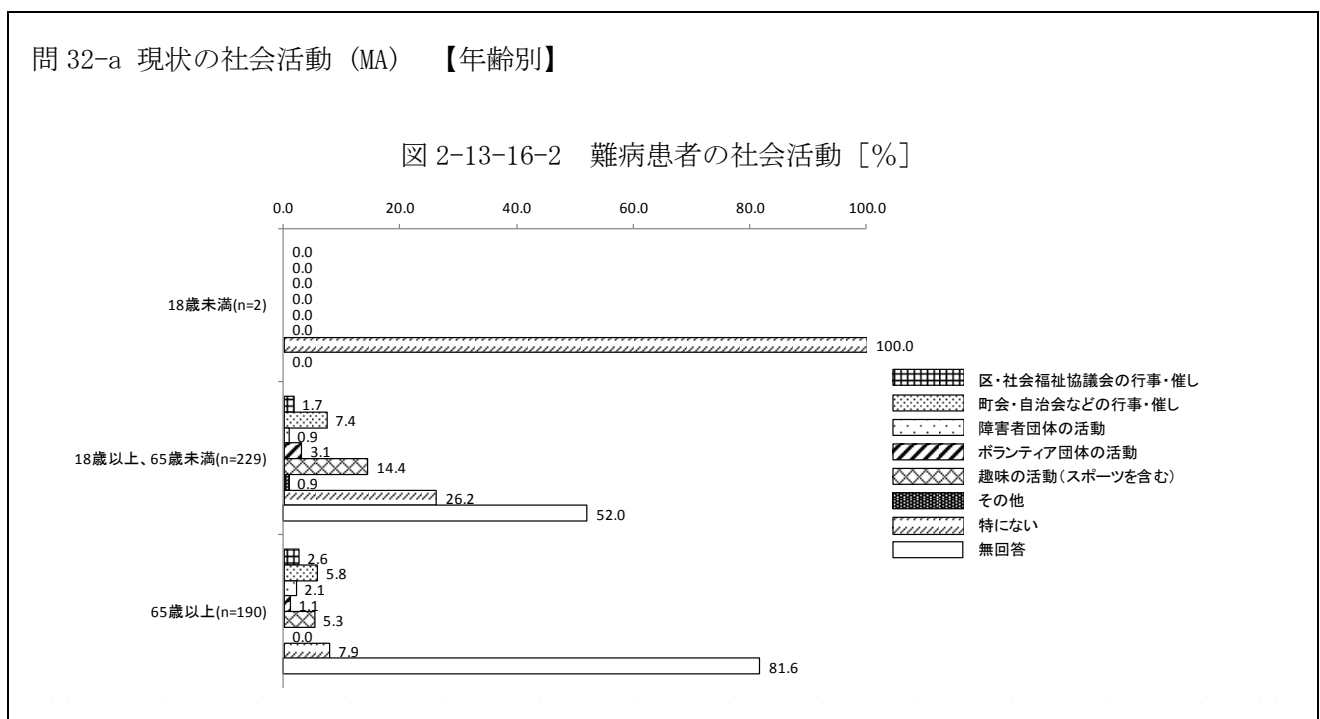 問 32-a 現状の社会活動 (MA) 【年齢別】
図 2-13-16-2 難病患者の社会活動［%］
0.0 20.0 40.0 60.0 80.0 100.0
18歳未満(n=2)
0.0
0.0
0.0
0.0
0.0
0.0
100.0
0.0
18歳以上、65歳未満(n=229)
1.7
7.4
0.9
3.1
14.4
0.9
26.2
52.0
65歳以上(n=190)
2.6
5.8
2.1
1.1
5.3
0.0
7.9
81.6
区・社会福祉協議会の行事・催し
町会・自治会などの行事・催し
障害者団体の活動
ボランティア団体の活動
趣味の活動(スポーツを含む)
その他
特にない
無回答